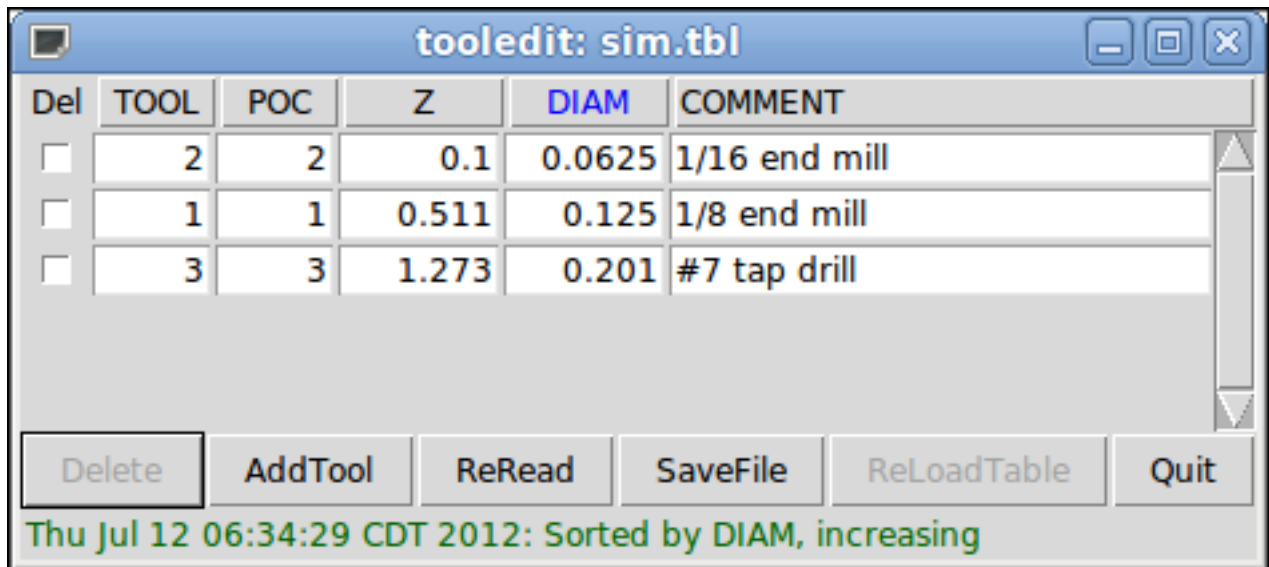 tooledit: sim.tbl
Del TOOL POC Z DIAM COMMENT
2 2 0.1 0.0625 1/16 end mill
1 1 0.511 0.125 1/8 end mill
3 3 1.273 0.201 #7 tap drill
Delete AddTool ReRead SaveFile ReLoadTable Quit
Thu Jul 12 06:34:29 CDT 2012: Sorted by DIAM, increasing